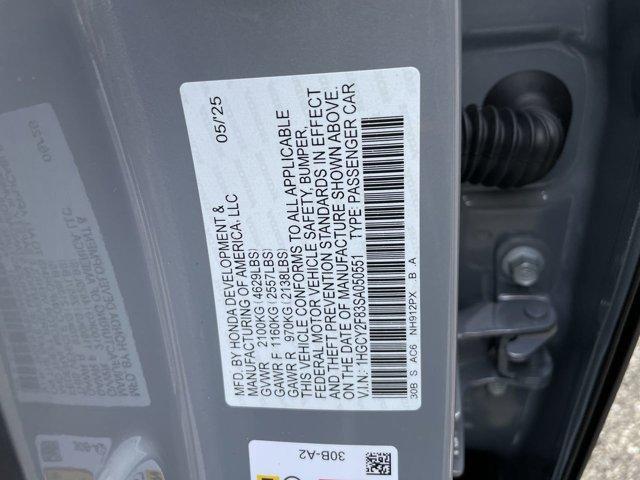 MFD. BY HONDA DEVELOPMENT & 05/'25
MANUFACTURING OF AMERICA, LLC
GVWR 2100KG (4629LBS)
GAWR F 1160KG (2557LBS)
GAWR R 970KG (2138LBS)
THIS VEHICLE CONFORMS TO ALL APPLICABLE
FEDERAL MOTOR VEHICLE SAFETY, BUMPER,
AND THEFT PREVENTION STANDARDS IN EFFECT
ON THE DATE OF MANUFACTURE SHOWN ABOVE.
V.I.N: 1HGCY2F83SA050551 TYPE: PASSENGER CAR
30B S AC6 NH912PX B A
30B-A2